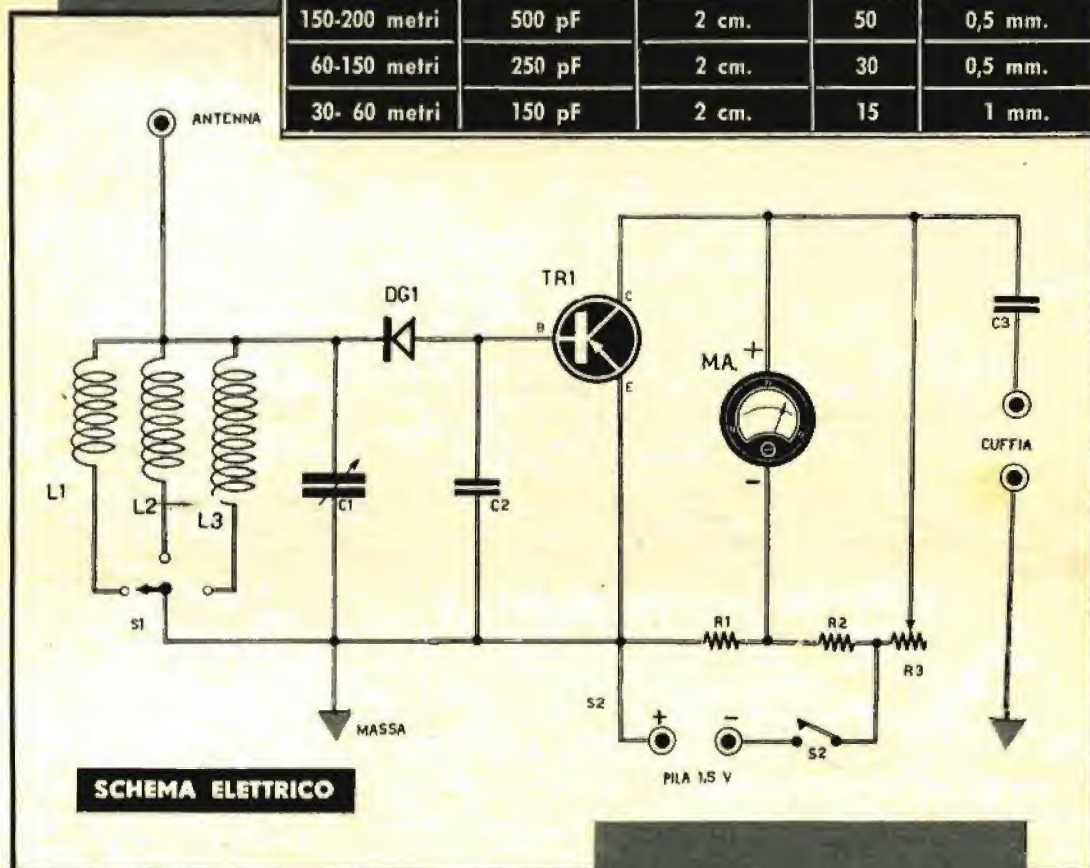 150-200 metri 500 pF 2 cm. 50 0,5 mm.
60-150 metri 250 pF 2 cm. 30 0,5 mm.
30- 60 metri 150 pF 2 cm. 15 1 mm.
ANTENNA
DG1
TR1
B
C
E
M.A.
+
-
C3
CUFFIA
L1
L2
L3
C1
C2
S1
R1
R2
R3
S2
+
-
S2
PILA 1,5 V
MASSA
SCHEMA ELETTRICO